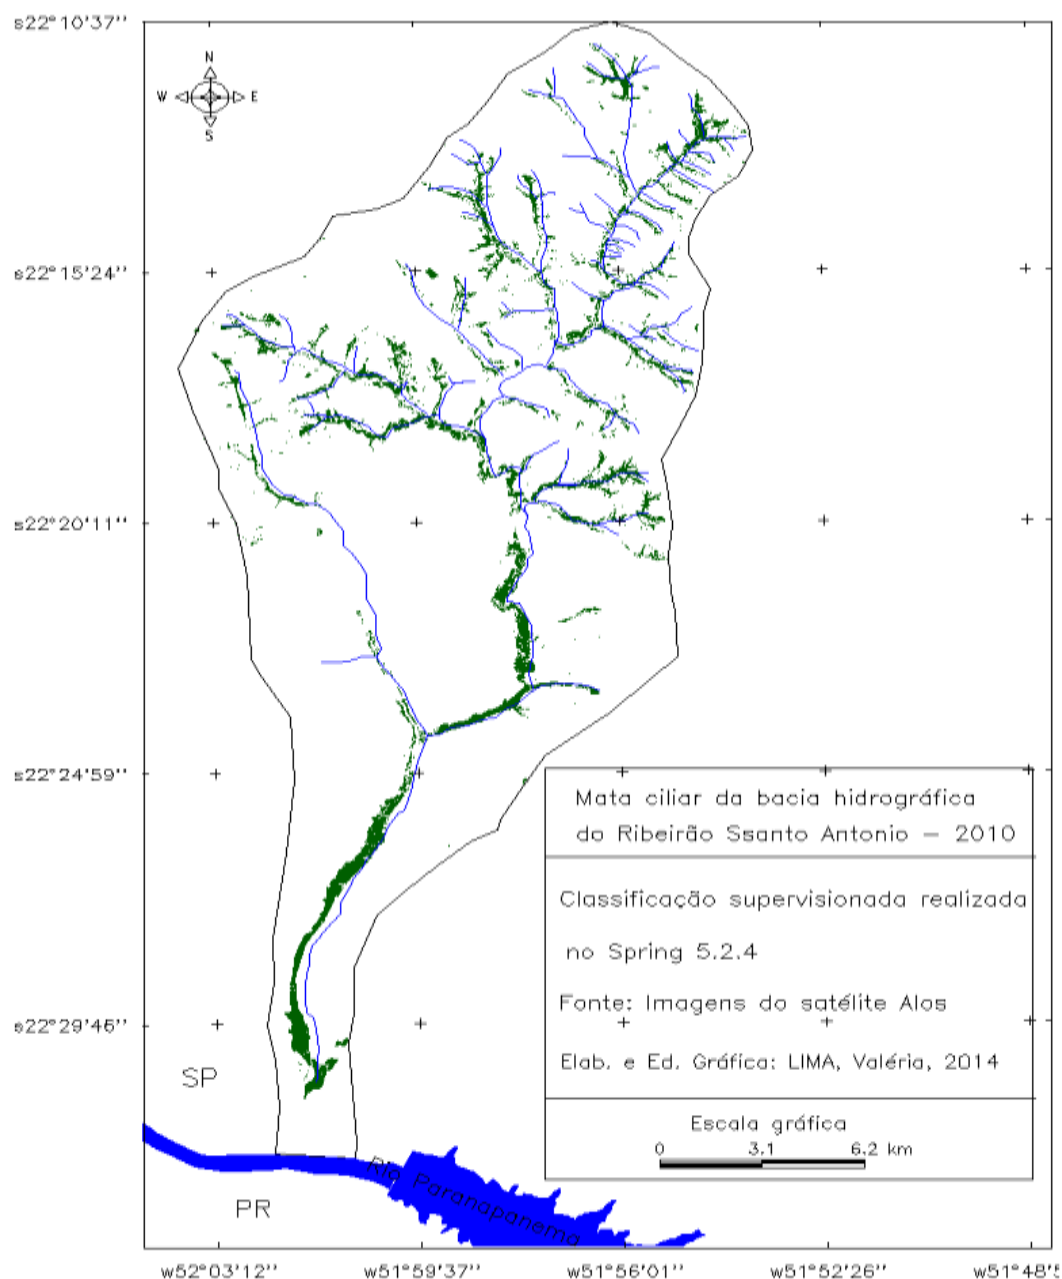 s22°10'37''
N
W E
S
s22°15'24''
s22°20'11''
s22°24'59''
Mata ciliar da bacia hidrográfica
do Ribeirão Ssanto Antonio – 2010
Classificação supervisionada realizada
no Spring 5.2.4
Fonte: Imagens do satélite Alos
s22°29'46''
Elab. e Ed. Gráfica: LIMA, Valéria, 2014
SP
Escala gráfica
0 3.1 6.2 km
Rio Paranapanema
PR
w52°03'12'' w51°59'37'' w51°56'01'' w51°52'26''